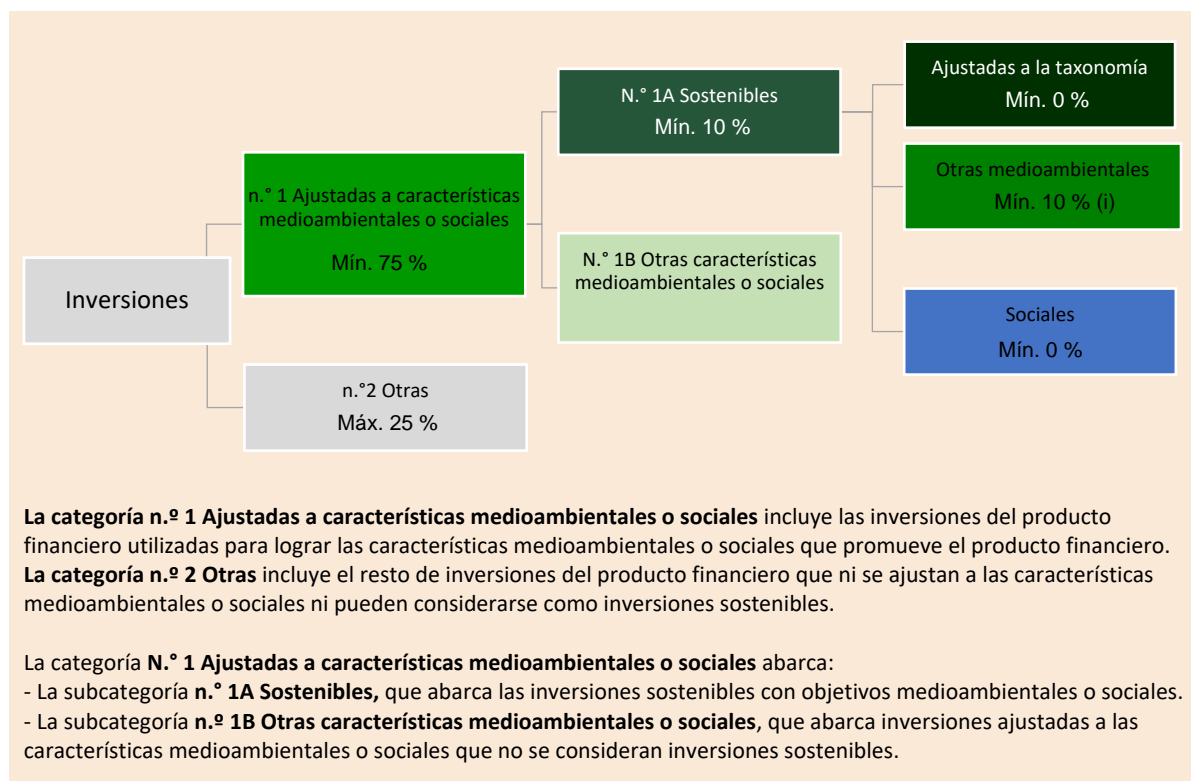 Inversiones
n.° 1 Ajustadas a características
medioambientales o sociales
Mín. 75 %
n.°2 Otras
Máx. 25 %
N.° 1A Sostenibles
Mín. 10 %
N.° 1B Otras características
medioambientales o sociales
Ajustadas a la taxonomía
Mín. 0 %
Otras medioambientales
Mín. 10 % (i)
Sociales
Mín. 0 %
La categoría n.º 1 Ajustadas a características medioambientales o sociales incluye las inversiones del producto
financiero utilizadas para lograr las características medioambientales o sociales que promueve el producto financiero.
La categoría n.º 2 Otras incluye el resto de inversiones del producto financiero que ni se ajustan a las características
medioambientales o sociales ni pueden considerarse como inversiones sostenibles.
La categoría N.° 1 Ajustadas a características medioambientales o sociales abarca:
- La subcategoría n.° 1A Sostenibles, que abarca las inversiones sostenibles con objetivos medioambientales o sociales.
- La subcategoría n.º 1B Otras características medioambientales o sociales, que abarca inversiones ajustadas a las
características medioambientales o sociales que no se consideran inversiones sostenibles.